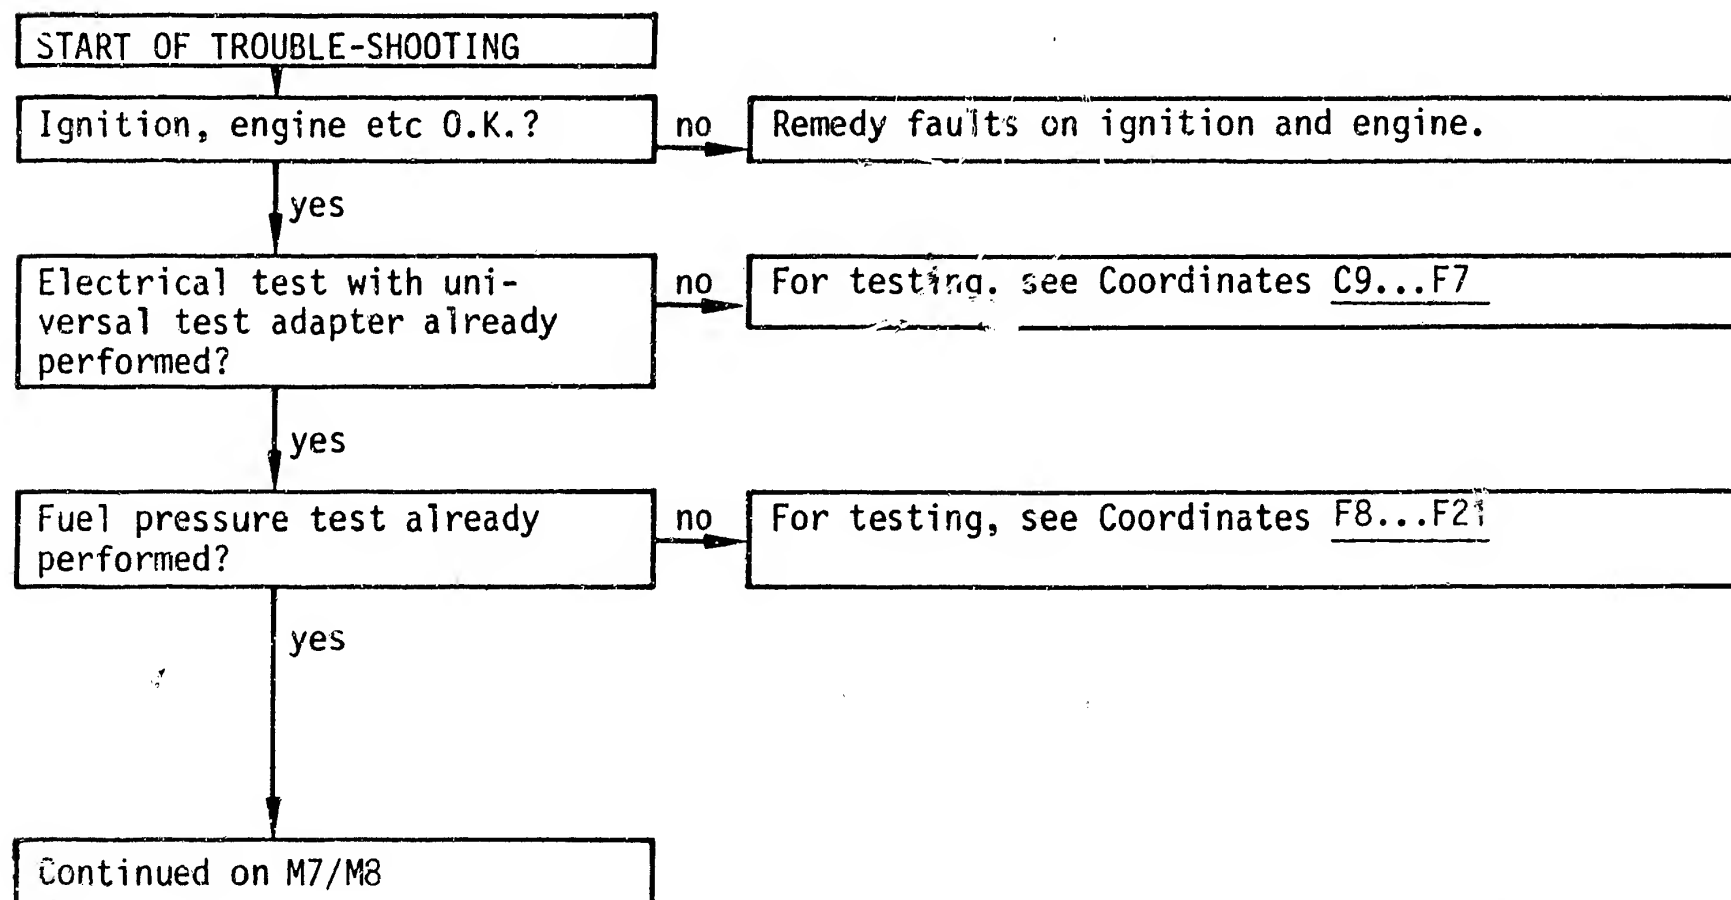 START OF TROUBLE-SHOOTING
Ignition, engine etc O.K.?
no
Remedy faults on ignition and engine.
yes
Electrical test with uni-
versal test adapter already
performed?
no
For testing. see Coordinates C9...F7
yes
Fuel pressure test already
performed?
no
For testing, see Coordinates F8...F21
yes
Continued on M7/M8